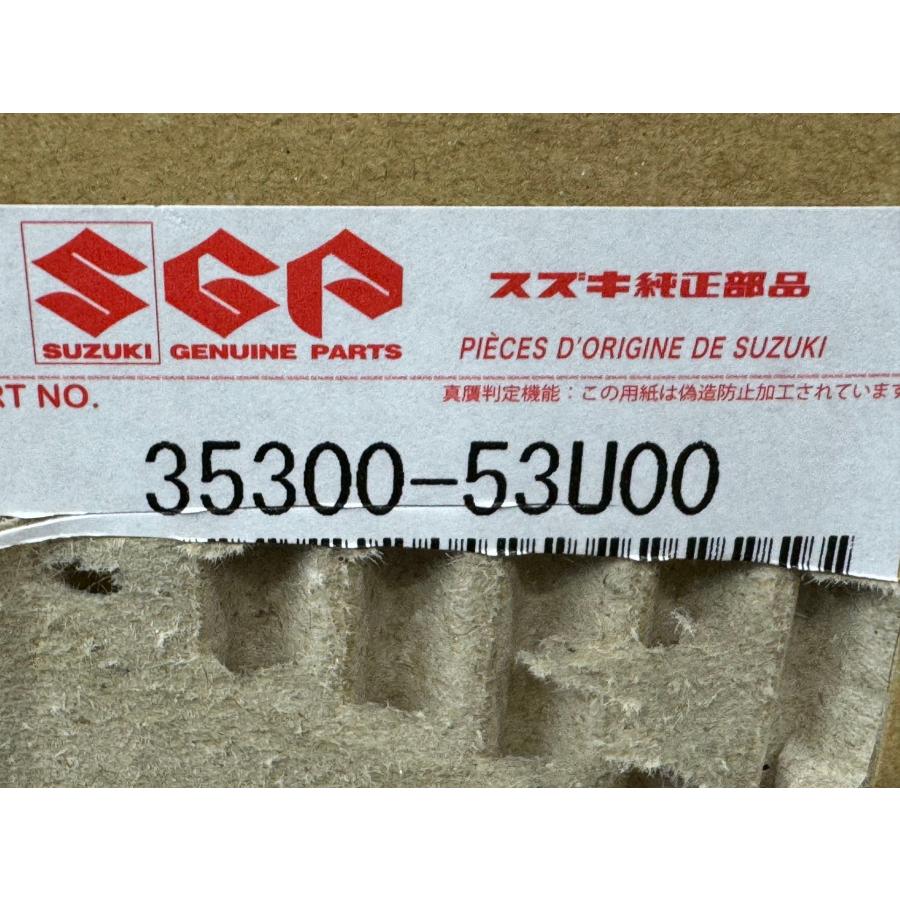 SGP
スズキ純正部品
SUZUKI GENUINE PARTS
PIÈCES D'ORIGINE DE SUZUKI
RT NO.
真贋判定機能：この用紙は偽造防止加工されています
35300-53U00